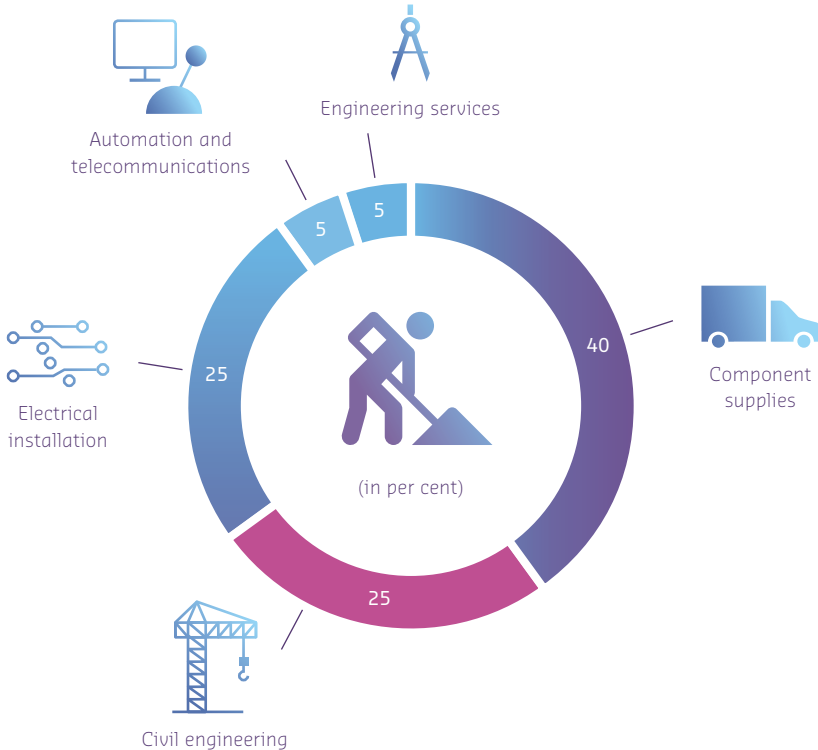 Engineering services
Automation and
telecommunications
5
5
40
Component
supplies
25
Electrical
installation
(in per cent)
25
Civil engineering